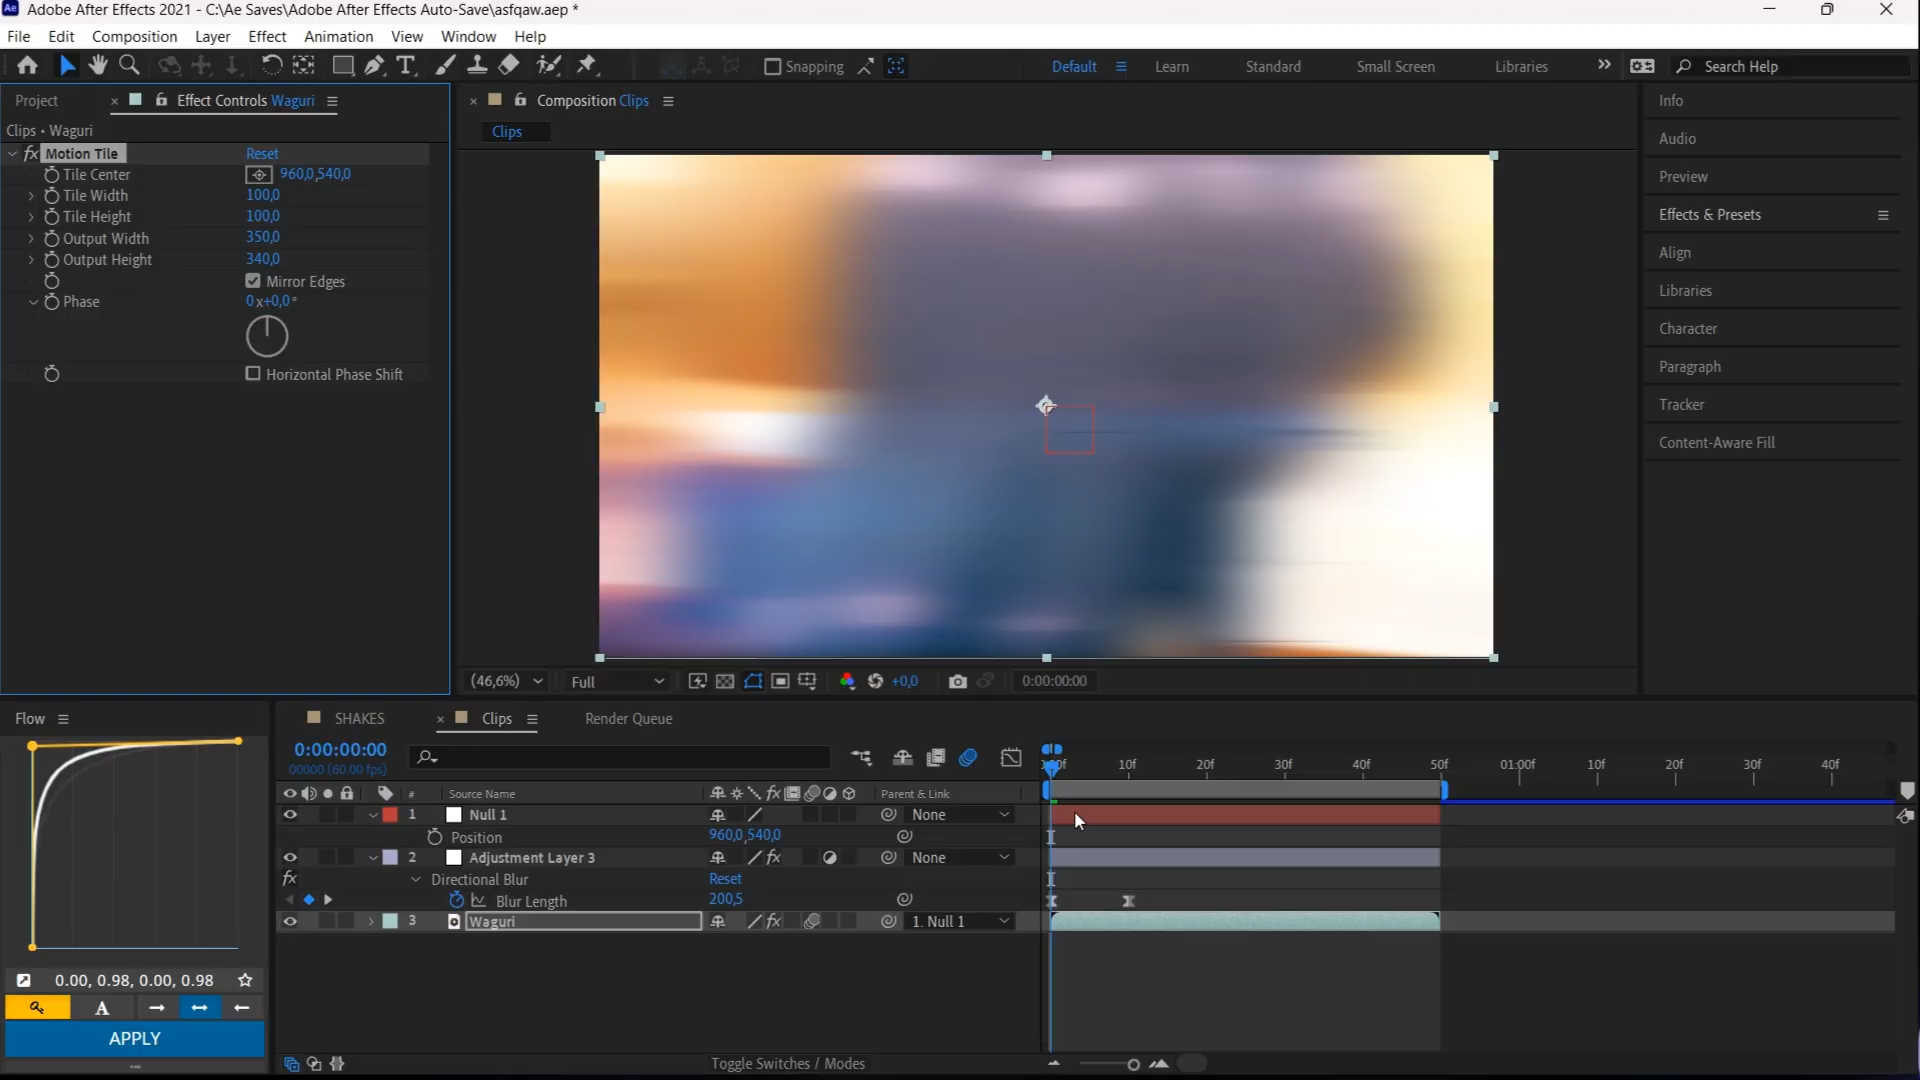 Ae Adobe After Effects 2021 - C:\Ae Saves\Adobe After Effects Auto-Save\asfqaw.aep *
File Edit Composition Layer Effect Animation View Window Help
Snapping Default Learn Standard Small Screen Libraries Search Help
Project Effect Controls Waguri
Composition Clips
Clips • Waguri
Clips
fx Motion Tile Reset
Tile Center 960,0,540,0
Tile Width 100,0
Tile Height 100,0
Output Width 350,0
Output Height 340,0
Mirror Edges
Phase 0x+0,0°
Horizontal Phase Shift
Info
Audio
Preview
Effects & Presets
Align
Libraries
Character
Paragraph
Tracker
Content-Aware Fill
(46,6%) Full +0,0 0:00:00:00
Flow
SHAKES Clips Render Queue
0:00:00:00
00000 (60.00 fps)
10f 20f 30f 40f 50f 01:00f 10f 20f 30f 40f
# Source Name fx Parent & Link
1 Null 1 None
Position 960,0,540,0
2 Adjustment Layer 3 fx None
fx Directional Blur Reset
Blur Length 200,5
3 Waguri fx 1. Null 1
0.00, 0.98, 0.00, 0.98
A
APPLY
Toggle Switches / Modes